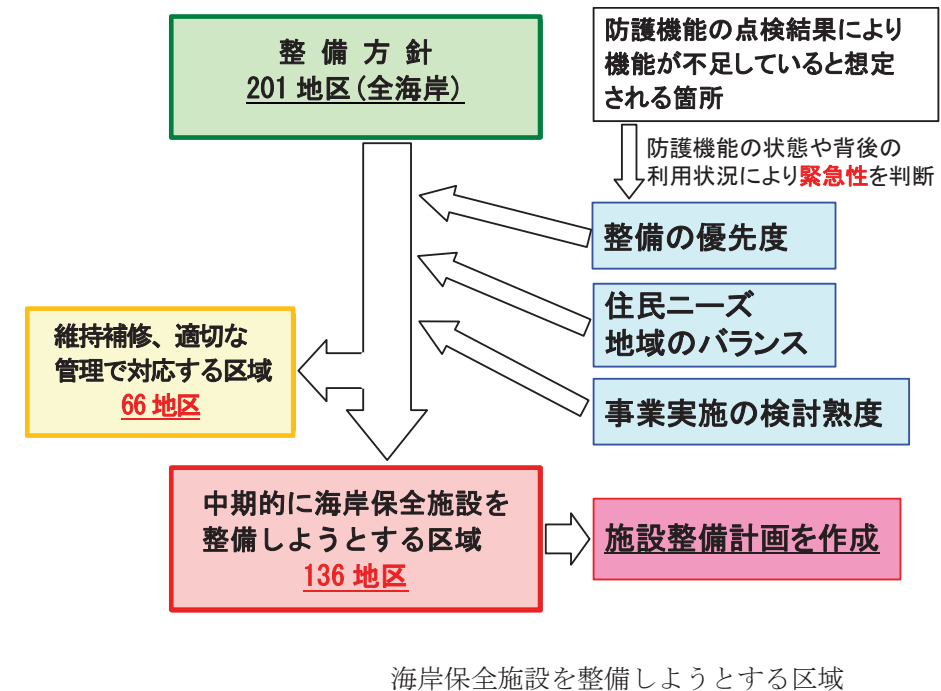 整備方針
201地区(全海岸)
防護機能の点検結果により
機能が不足していると想定
される箇所
防護機能の状態や背後の
利用状況により緊急性を判断
整備の優先度
住民ニーズ
地域のバランス
事業実施の検討熟度
維持補修、適切な
管理で対応する区域
66地区
中期的に海岸保全施設を
整備しようとする区域
136地区
施設整備計画を作成
海岸保全施設を整備しようとする区域